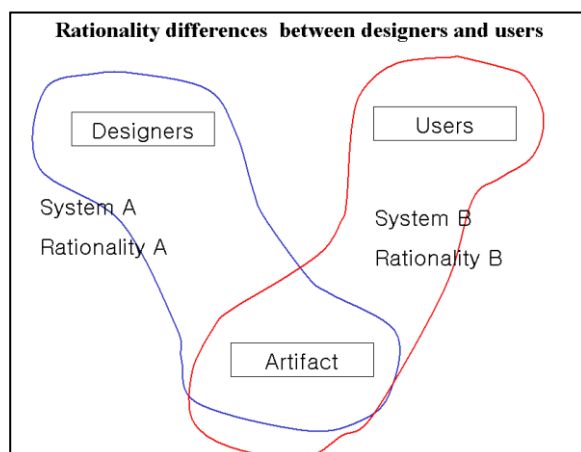 Rationality differences between designers and users
Designers
Users
System A
Rationality A
System B
Rationality B
Artifact